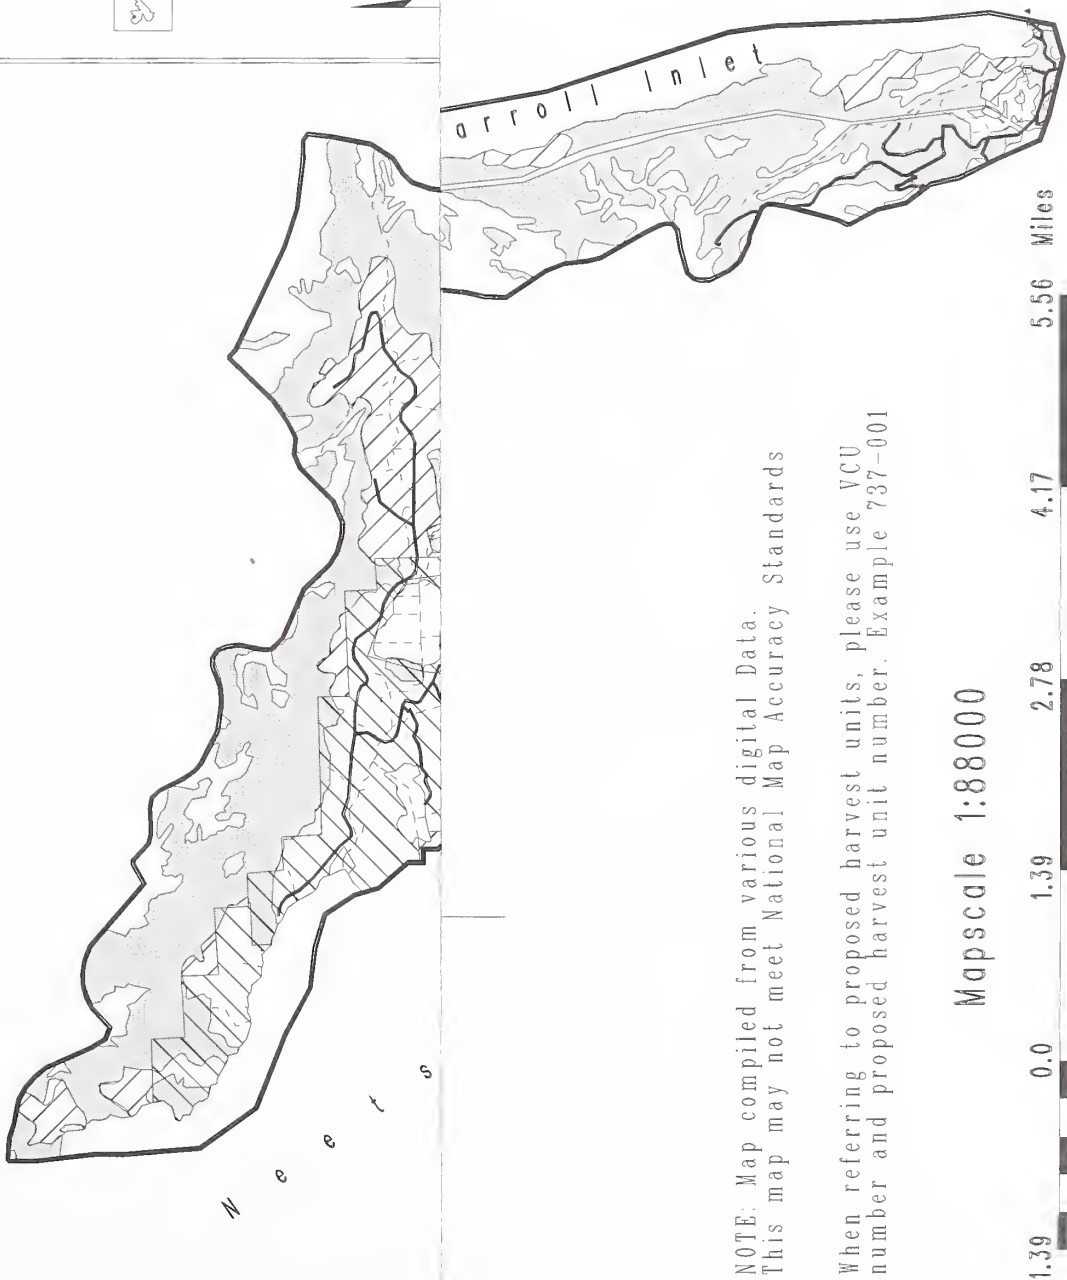 arroll Inlet
Neets
NOTE: Map compiled from various digital Data.
This map may not meet National Map Accuracy Standards
When referring to proposed harvest units, please use VCU
number and proposed harvest unit number. Example 737-001
Mapscale 1:88000
1.39 0.0 1.39 2.78 4.17 5.56 Miles